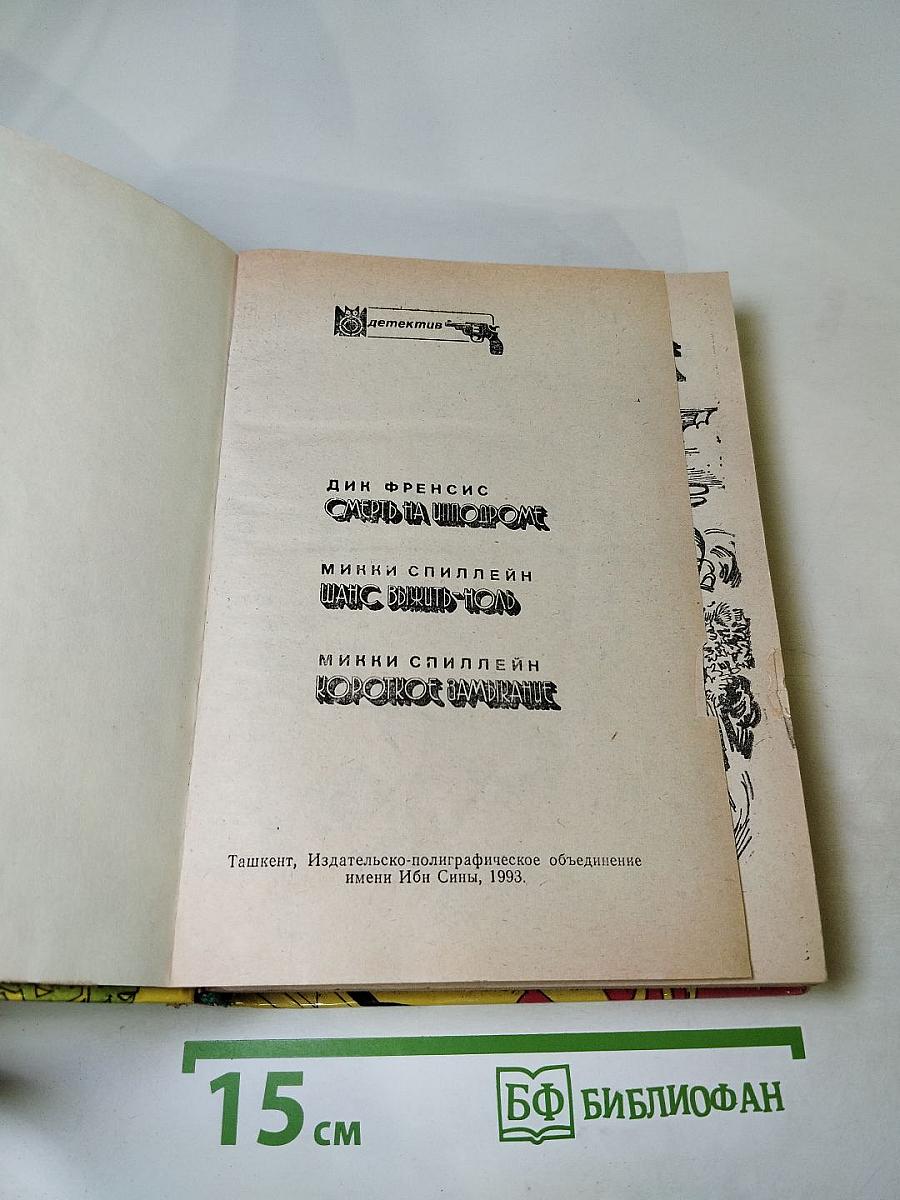 детектив
ДИК ФРЕНСИС
СМЕРТЬ НА ИППОДРОМЕ
МИККИ СПИЛЛЕЙН
ШАНС ВЫЖИТЬ-НОЛЬ
МИККИ СПИЛЛЕЙН
КОРОТКОЕ ЗАМЫКАНИЕ
Ташкент, Издательско-полиграфическое объединение
имени Ибн Сины, 1993.
15 см
БФ БИБЛИОФАН